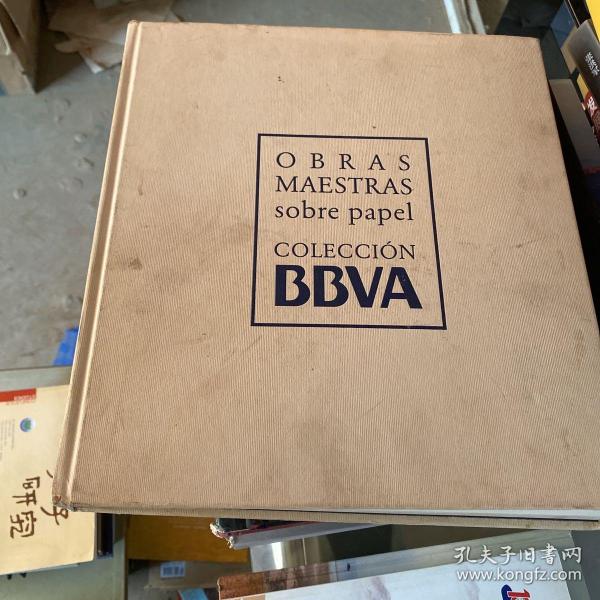 OBRAS
MAESTRAS
sobre papel
COLECCIÓN
BBVA
研究
孔夫子旧书网
www.kongfz.com